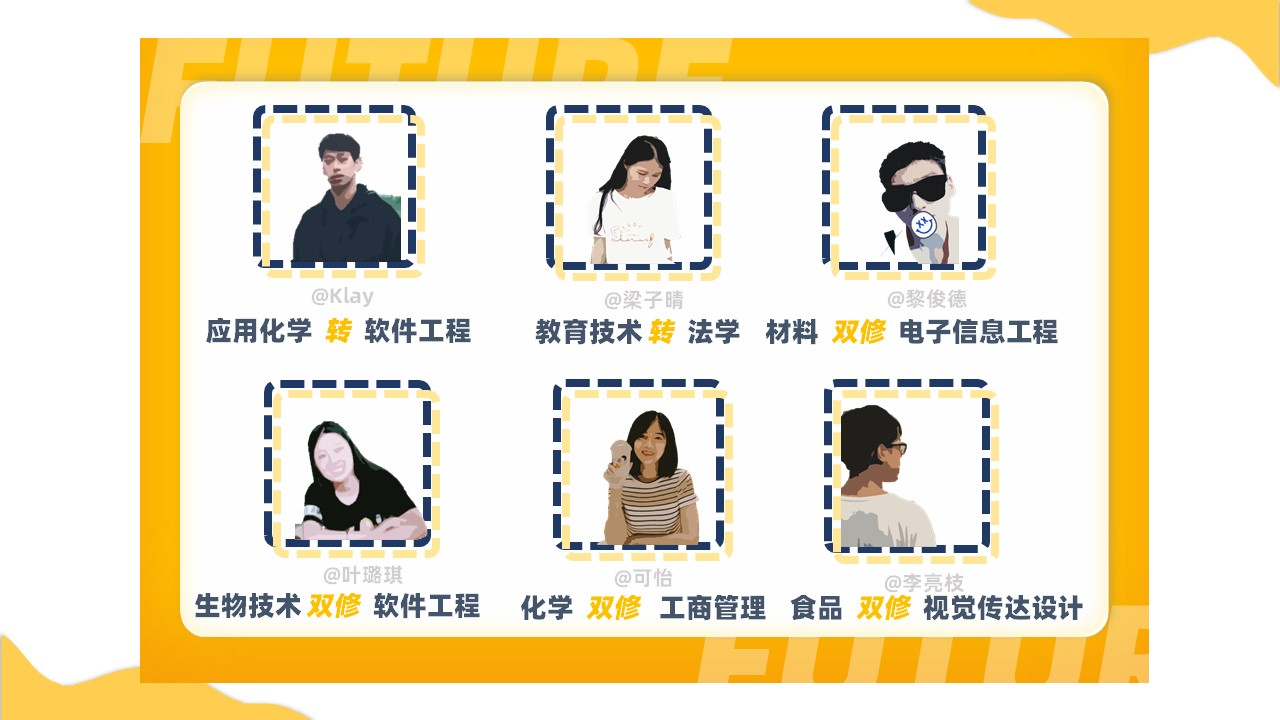 FUTURE
@Klay
应用化学 转 软件工程
@梁子晴
教育技术 转 法学
@黎俊德
材料 双修 电子信息工程
@叶璐琪
生物技术 双修 软件工程
@可怡
化学 双修 工商管理
@李亮枝
食品 双修 视觉传达设计
FUTUR